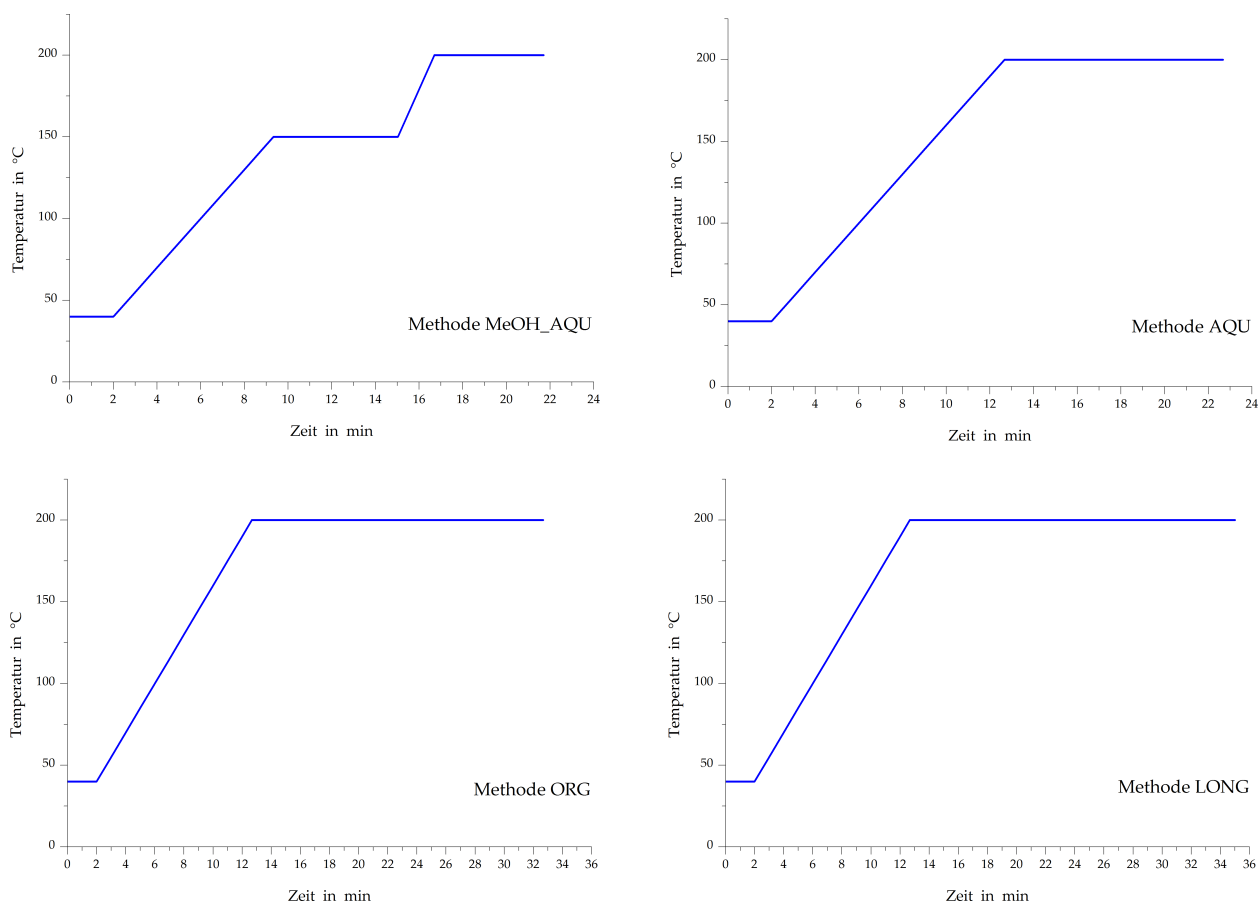 200
150
100
50
0
Temperatur in °C
0 2 4 6 8 10 12 14 16 18 20 22 24
Zeit in min
Methode MeOH_AQU
200
150
100
50
0
Temperatur in °C
0 2 4 6 8 10 12 14 16 18 20 22 24
Zeit in min
Methode AQU
200
150
100
50
0
Temperatur in °C
0 2 4 6 8 10 12 14 16 18 20 22 24 26 28 30 32 34 36
Zeit in min
Methode ORG
200
150
100
50
0
Temperatur in °C
0 2 4 6 8 10 12 14 16 18 20 22 24 26 28 30 32 34 36
Zeit in min
Methode LONG